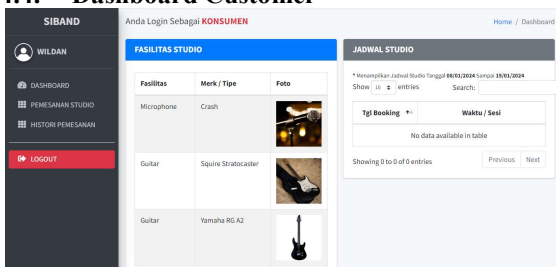 4.4. Dashboard Customer
SIBAND
WILDAN
DASHBOARD
PEMESANAN STUDIO
HISTORI PEMESANAN
LOGOUT
Anda Login Sebagai KONSUMEN
Home / Dashboard
FASILITAS STUDIO
Fasilitas Merk / Tipe Foto
Microphone Crash
Guitar Squire Stratocaster
Guitar Yamaha RG A2
JADWAL STUDIO
* Menampilkan Jadwal Studio Tanggal 08/01/2024 Sampai 15/01/2024
Show 10 entries Search:
Tgl Booking Waktu / Sesi
No data available in table
Showing 0 to 0 of 0 entries
Previous Next